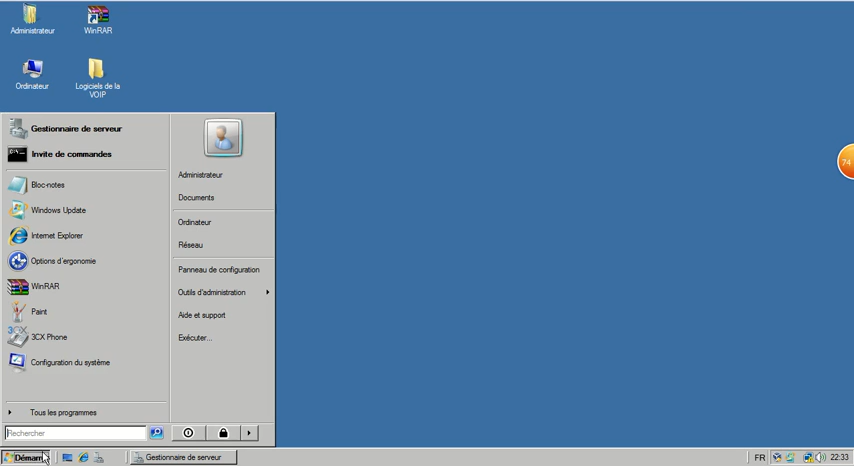 Administrateur
WinRAR
Ordinateur
Logiciels de la
VOIP
Gestionnaire de serveur
Invite de commandes
Bloc-notes
Windows Update
Internet Explorer
Options d'ergonomie
WinRAR
Paint
3CX
3CX Phone
Configuration du système
Tous les programmes
Rechercher
Administrateur
Documents
Ordinateur
Réseau
Panneau de configuration
Outils d'administration
Aide et support
Exécuter...
74
Démarr
Gestionnaire de serveur
FR
22:33